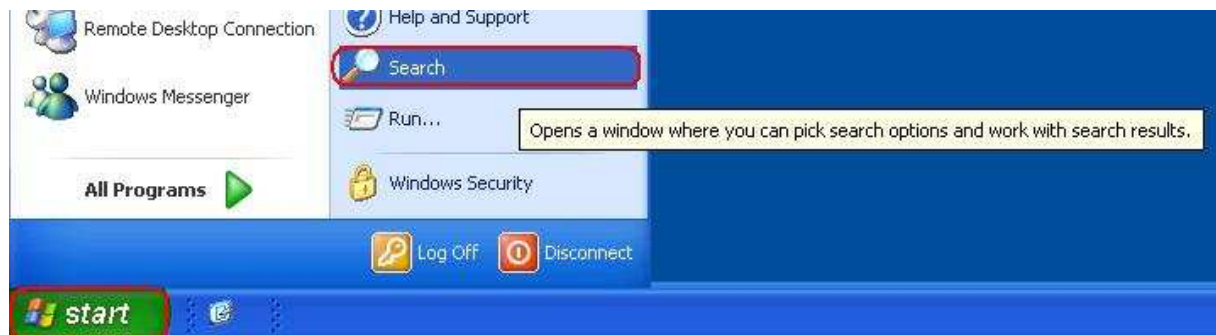 Remote Desktop Connection
Help and Support
Search
Windows Messenger
Run...
Opens a window where you can pick search options and work with search results.
All Programs
Windows Security
Log Off
Disconnect
start